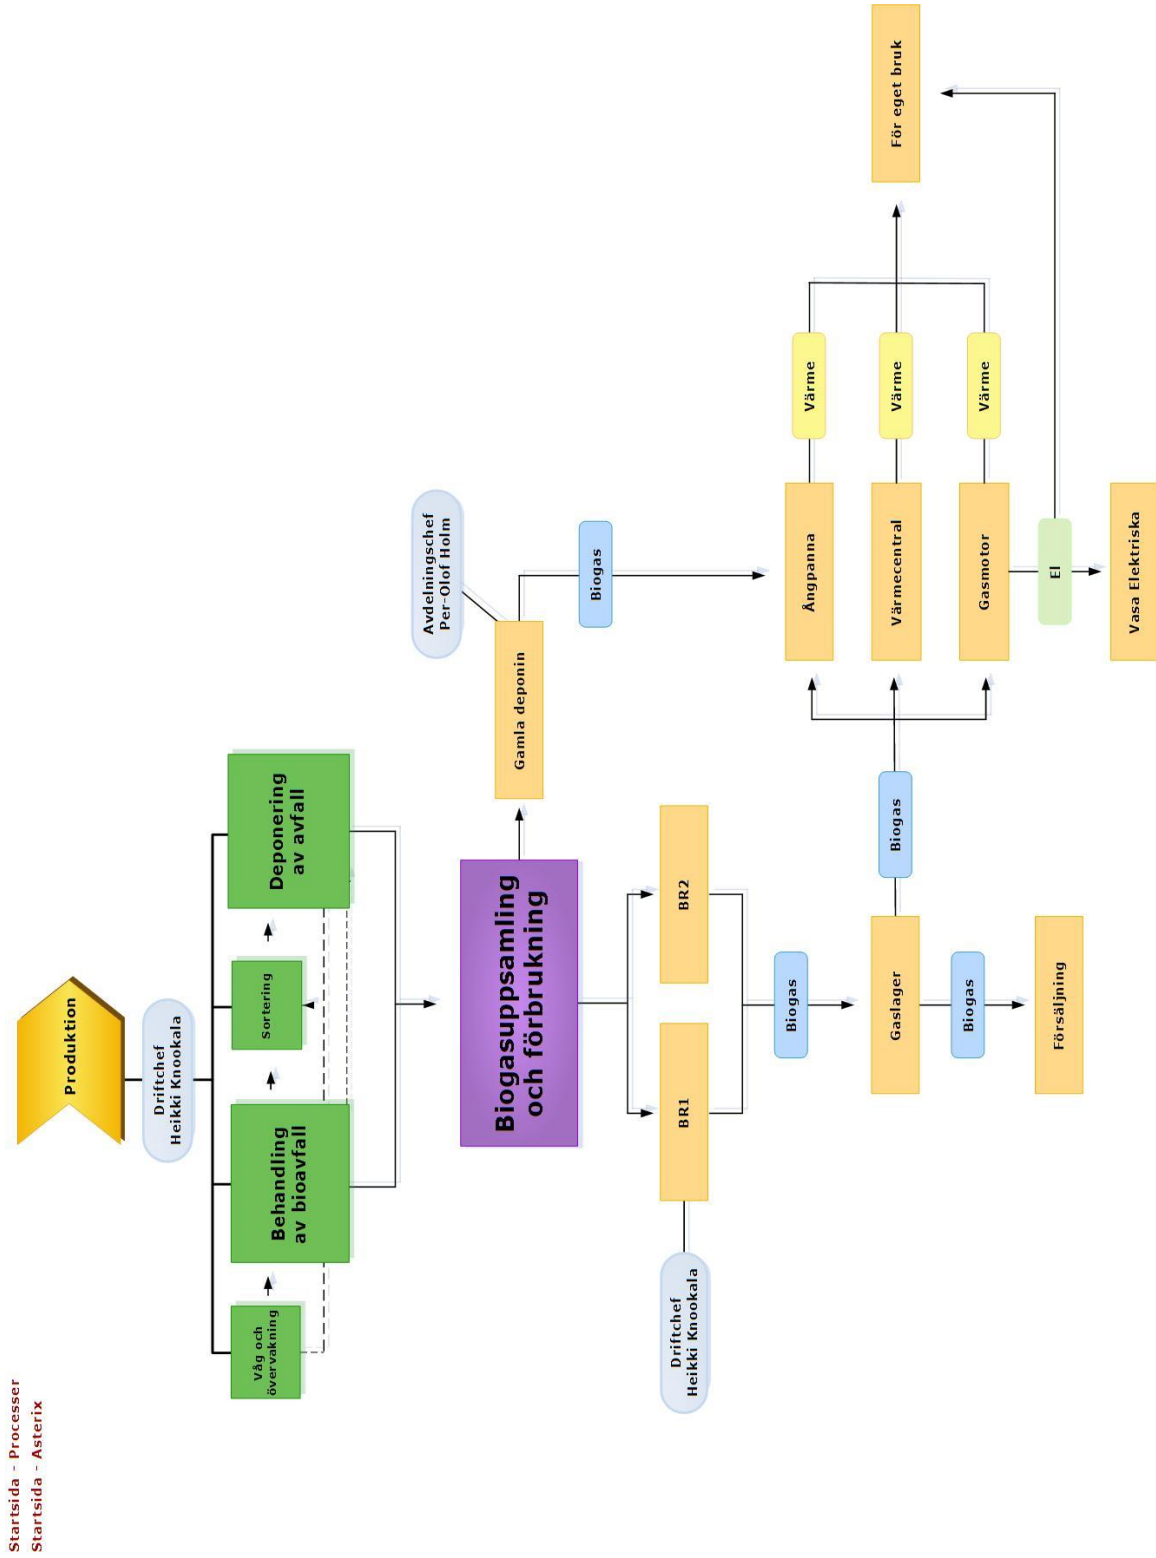 Startsida - Processer
Startsida - Asterix
Produktion
Driftchef
Heikki Knookala
Våg och
övervakning
Behandling
av bioavfall
Sortering
Deponering
av avfall
Biogasuppsamling
och förbrukning
Gamla deponin
Avdelningschef
Per-Olof Holm
Biogas
Driftchef
Heikki Knookala
BR1
BR2
Biogas
Gaslager
Biogas
Biogas
Försäljning
Ångpanna
Värme
Värmecentral
Värme
Gasmotor
Värme
För eget bruk
El
Vasa Elektriska